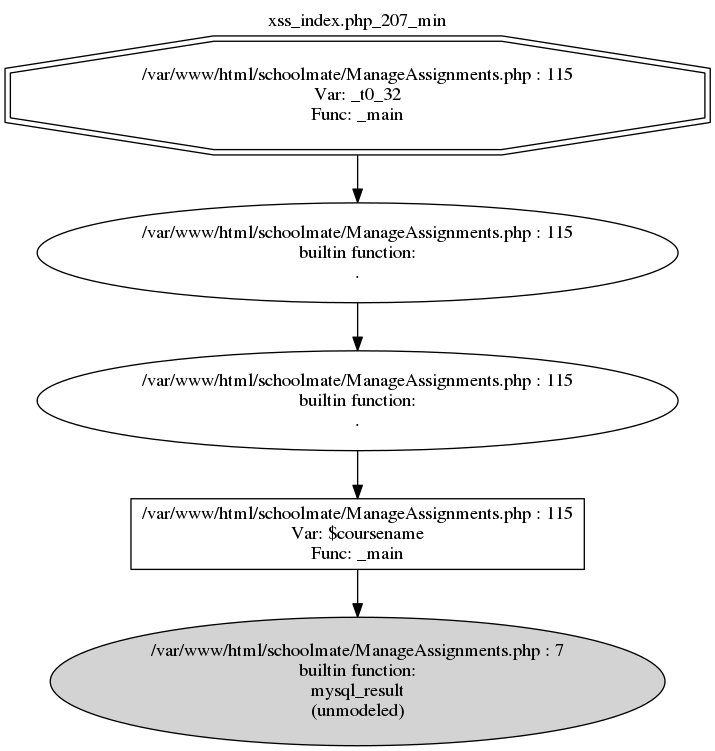 xss_index.php_207_min
/var/www/html/schoolmate/ManageAssignments.php : 115
Var: _t0_32
Func: _main
/var/www/html/schoolmate/ManageAssignments.php : 115
builtin function:
.
/var/www/html/schoolmate/ManageAssignments.php : 115
builtin function:
.
/var/www/html/schoolmate/ManageAssignments.php : 115
Var: $coursename
Func: _main
/var/www/html/schoolmate/ManageAssignments.php : 7
builtin function:
mysql_result
(unmodeled)